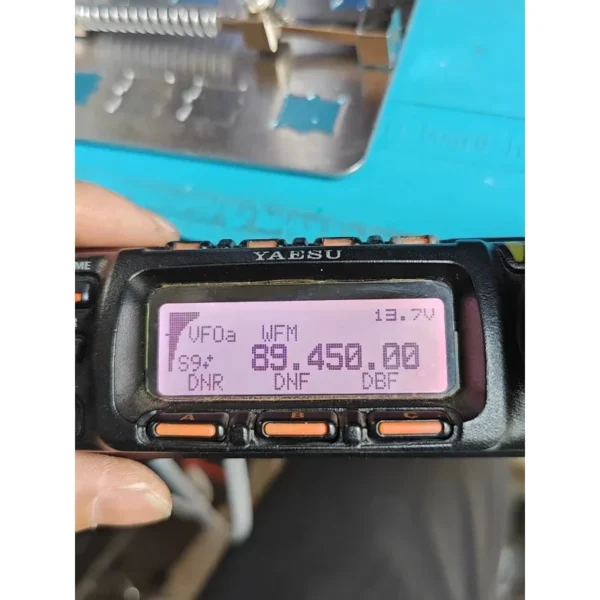 YAESU
13.7V
VFOa WFM
89.450.00
S9+
DNR DNF DBF
A B C